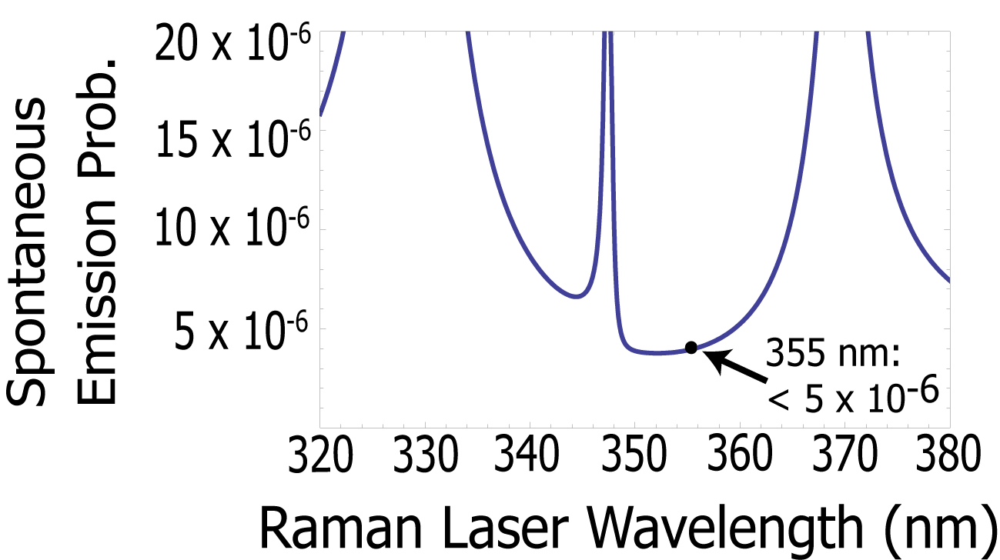 Spontaneous
Emission Prob.
20 x 10⁻⁶
15 x 10⁻⁶
10 x 10⁻⁶
5 x 10⁻⁶
355 nm:
< 5 x 10⁻⁶
320 330 340 350 360 370 380
Raman Laser Wavelength (nm)